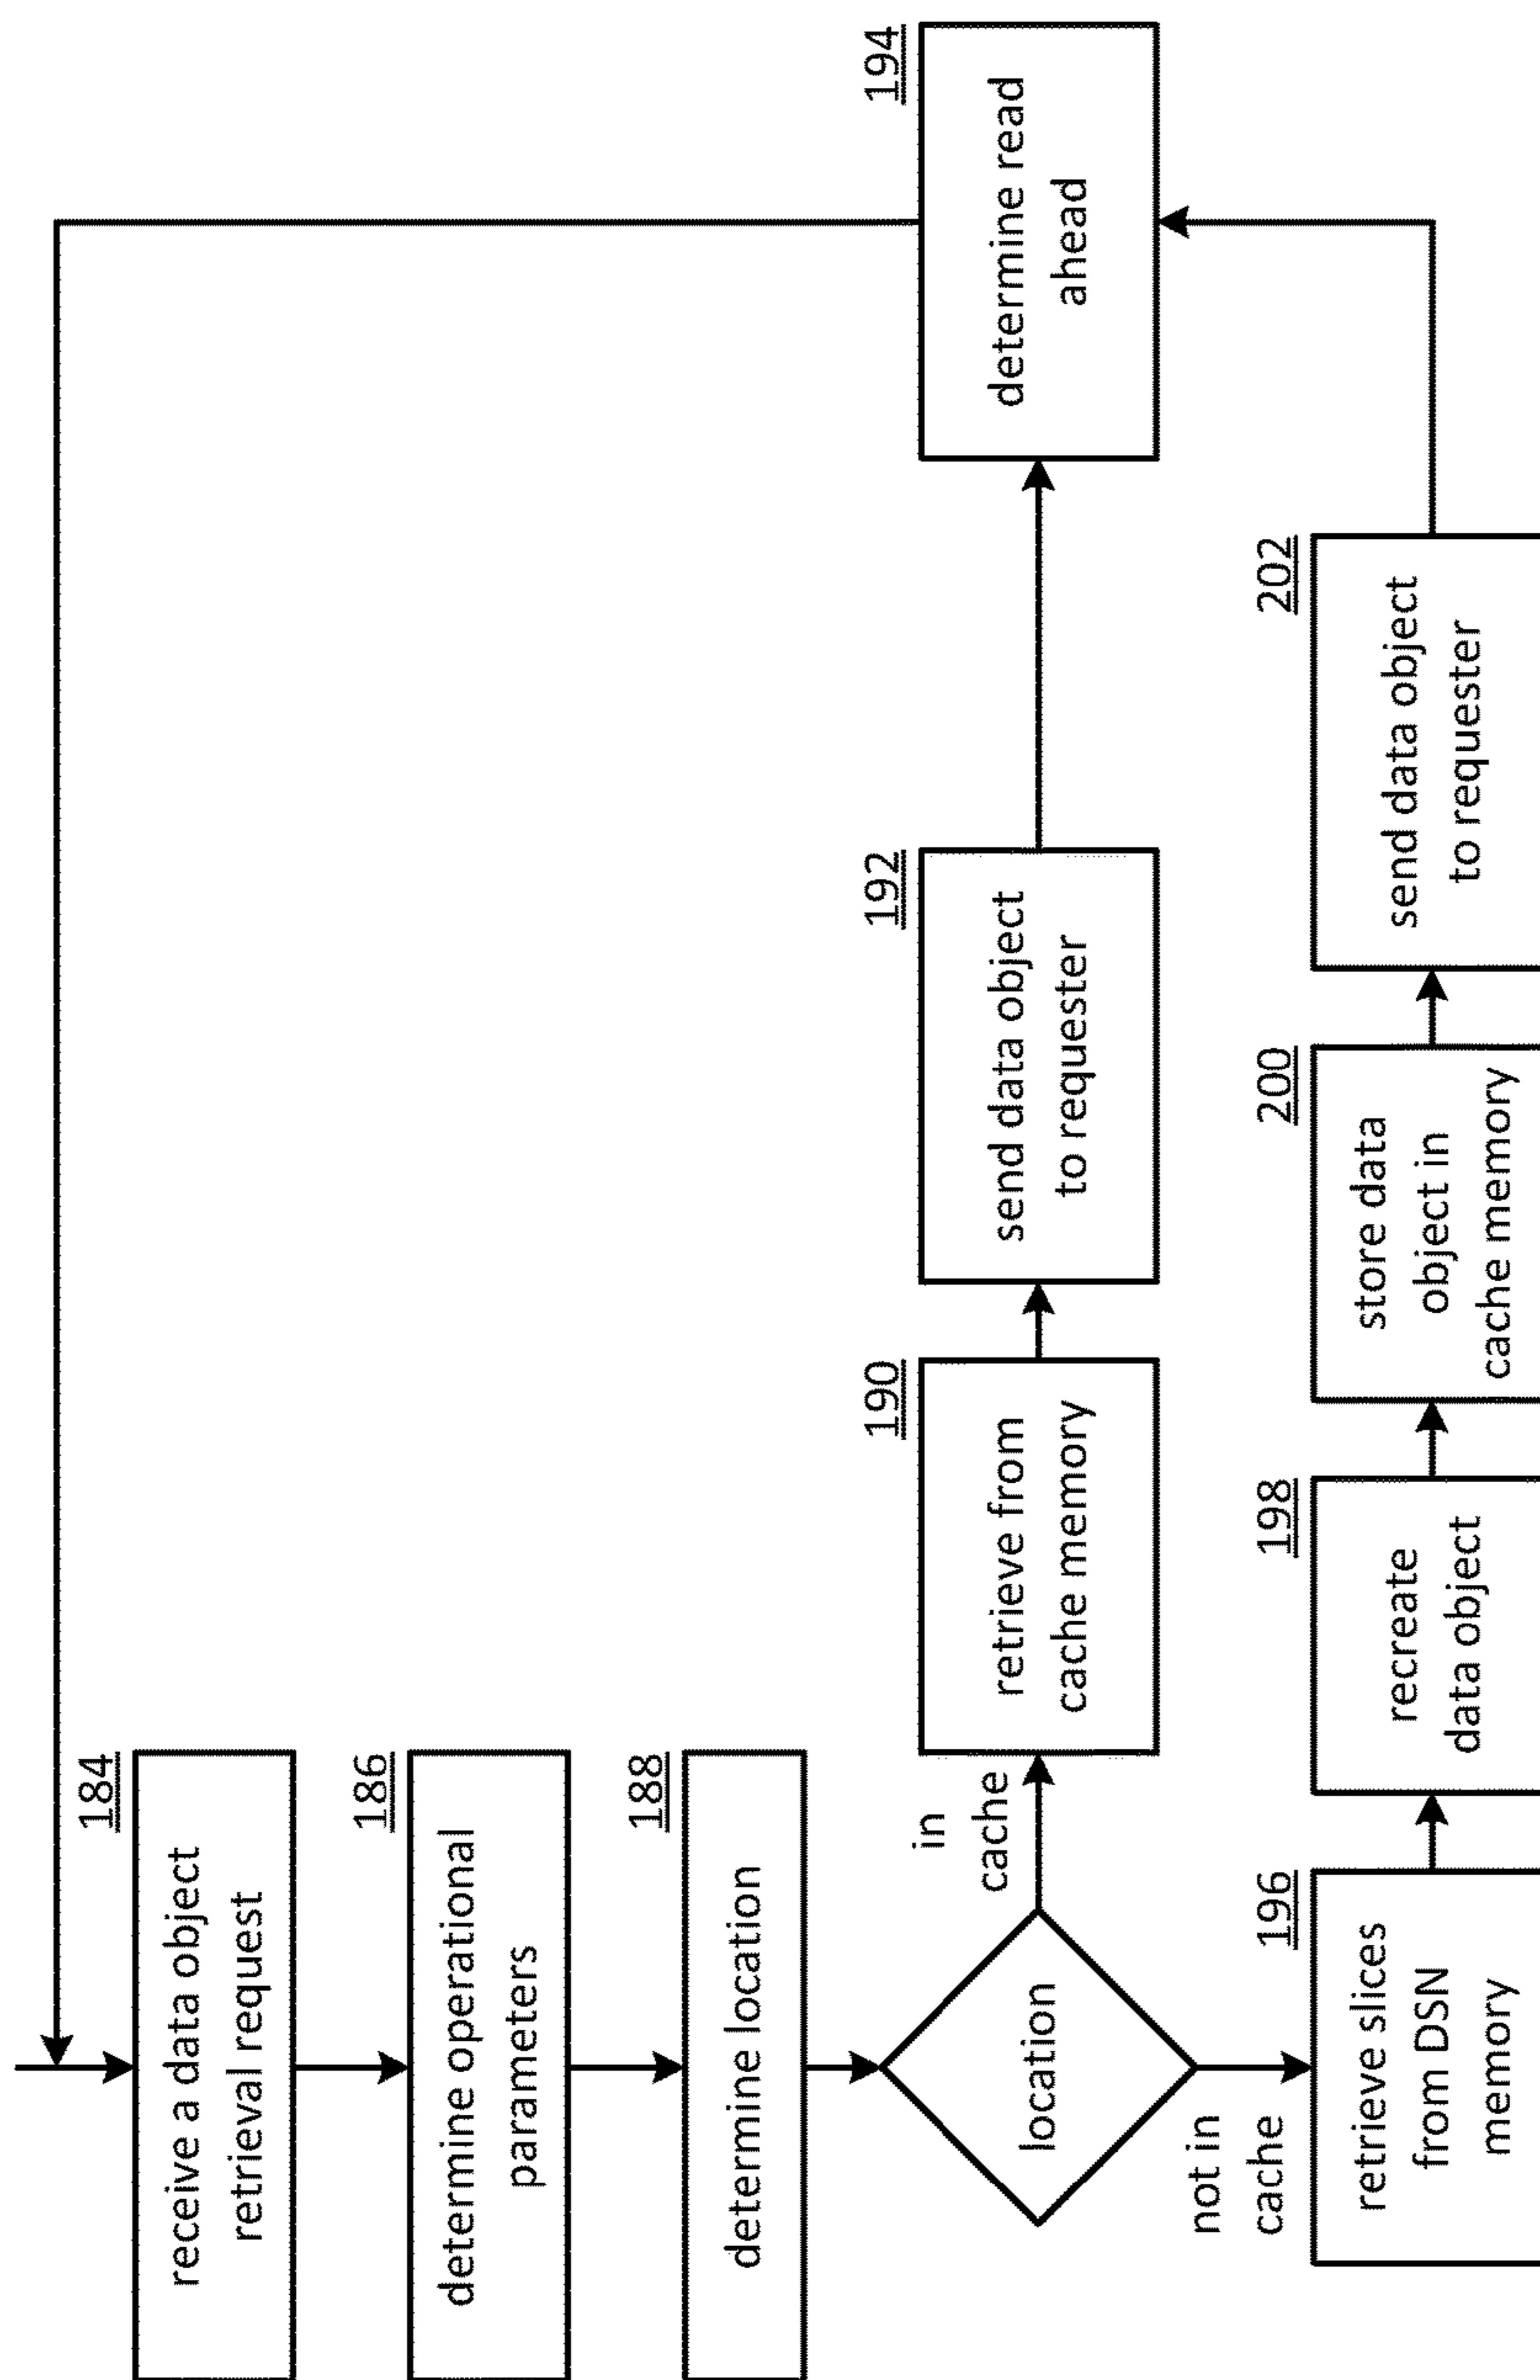 184
receive a data object
retrieval request
186
determine operational
parameters
188
determine location
location
in
cache
190
retrieve from
cache memory
192
send data object
to requester
194
determine read
ahead
not in
cache
196
retrieve slices
from DSN
memory
198
recreate
data object
200
store data
object in
cache memory
202
send data object
to requester